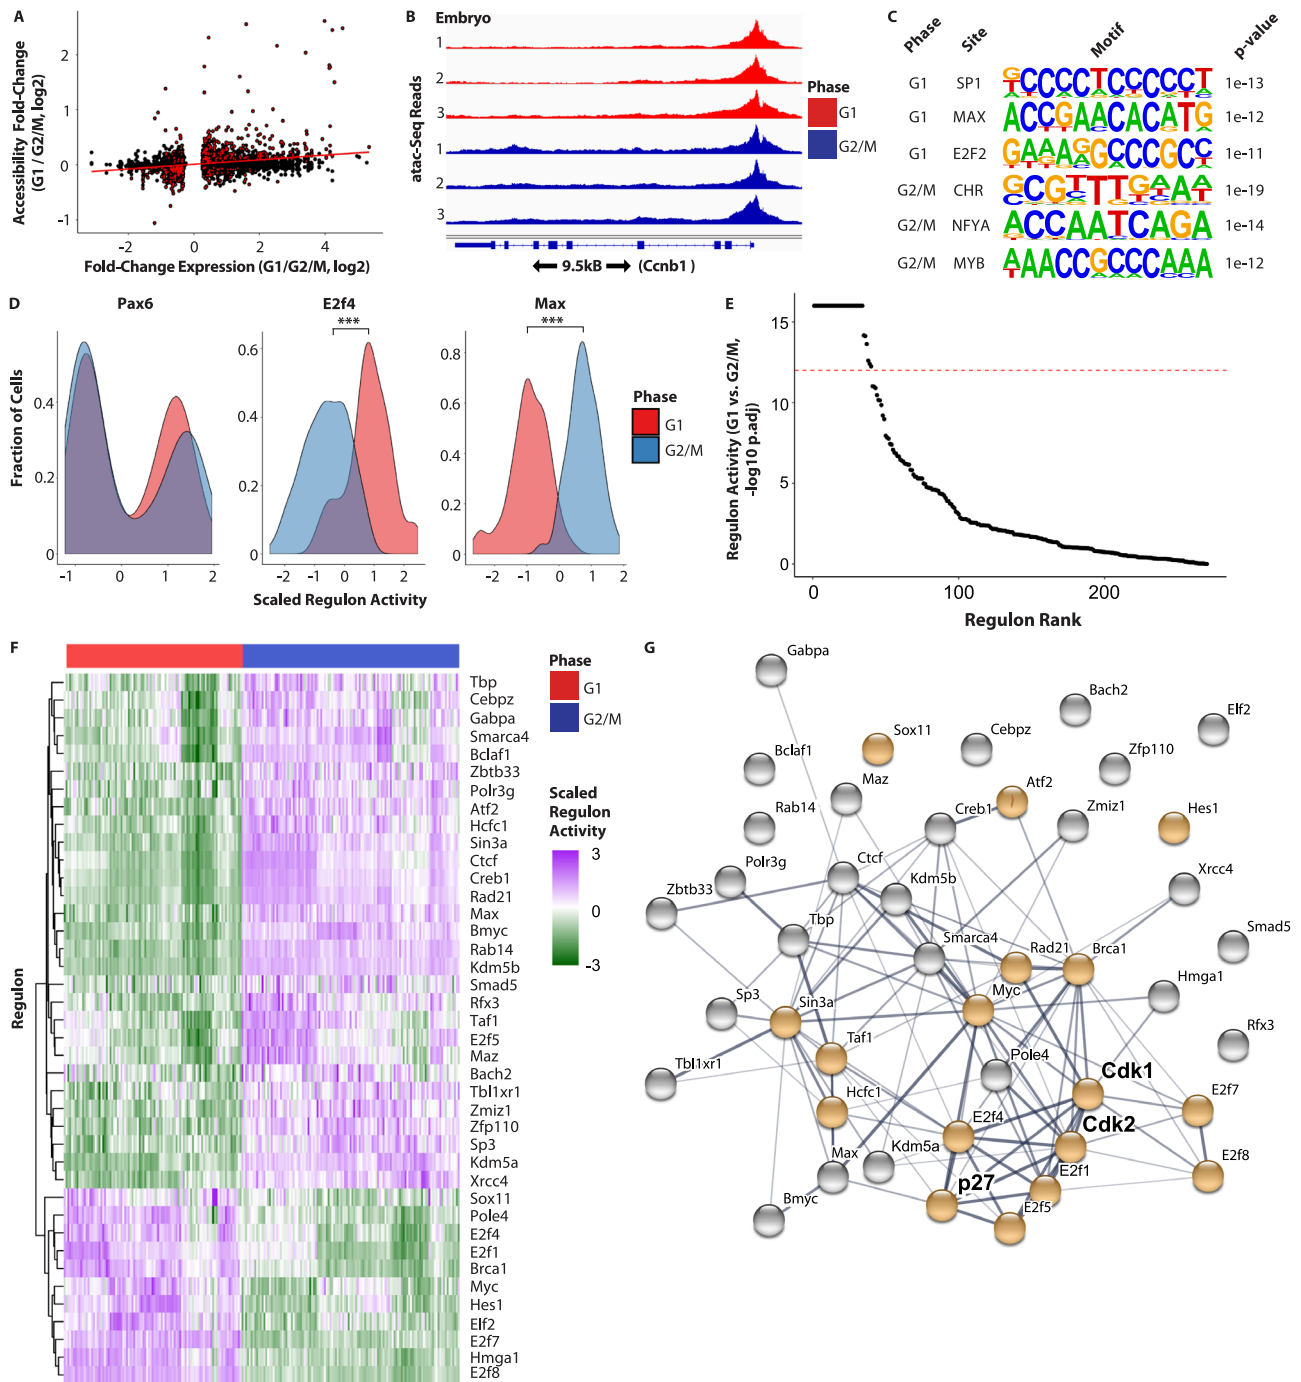 A
Accessibility Fold-Change
(G1 / G2/M, log2)
2
1
0
-1
-2
0
2
4
Fold-Change Expression (G1/G2/M, log2)
B
Embryo
atac-Seq Reads
1
2
3
1
2
3
Phase
G1
G2/M
9.5kB
(Ccnb1 )
C
Phase Site Motif p-value
G1 SP1 GCCCCTCCCCCT 1e-13
G1 MAX ACCGAACACATG 1e-12
G1 E2F2 GAAAGGCCCGCC 1e-11
G2/M CHR GCGTTTGAAA 1e-19
G2/M NFYA ACCAATCAGA 1e-14
G2/M MYB AAACCGCCCAAA 1e-12
D
Pax6
E2f4
Max
***
***
Fraction of Cells
0.4
0.2
0
-1
0
1
2
0.6
0.4
0.2
0
-2
-1
0
1
2
0.8
0.6
0.4
0.2
0
-2
-1
0
1
2
Scaled Regulon Activity
Phase
G1
G2/M
E
Regulon Activity (G1 vs. G2/M,
-log10 p.adj)
15
10
5
0
0
100
200
Regulon Rank
F
Regulon
Tbp
Cebpz
Gabpa
Smarca4
Bclaf1
Zbtb33
Polr3g
Atf2
Hcfc1
Sin3a
Ctcf
Creb1
Rad21
Max
Bmyc
Rab14
Kdm5b
Smad5
Rfx3
Taf1
E2f5
Maz
Bach2
Tbl1xr1
Zmiz1
Zfp110
Sp3
Kdm5a
Xrcc4
Sox11
Pole4
E2f4
E2f1
Brca1
Myc
Hes1
Elf2
E2f7
Hmga1
E2f8
Phase
G1
G2/M
Scaled
Regulon
Activity
3
0
-3
G
Gabpa
Bach2
Elf2
Sox11
Cebpz
Bclaf1
Zfp110
Maz
Atf2
Rab14
Creb1
Zmiz1
Hes1
Polr3g
Ctcf
Kdm5b
Xrcc4
Zbtb33
Tbp
Smarca4
Rad21
Brca1
Smad5
Hmga1
Sp3
Sin3a
Myc
Rfx3
Taf1
Pole4
Tbl1xr1
Cdk1
Hcfc1
E2f7
E2f4
Cdk2
Max
Kdm5a
E2f1
E2f8
p27
Bmyc
E2f5